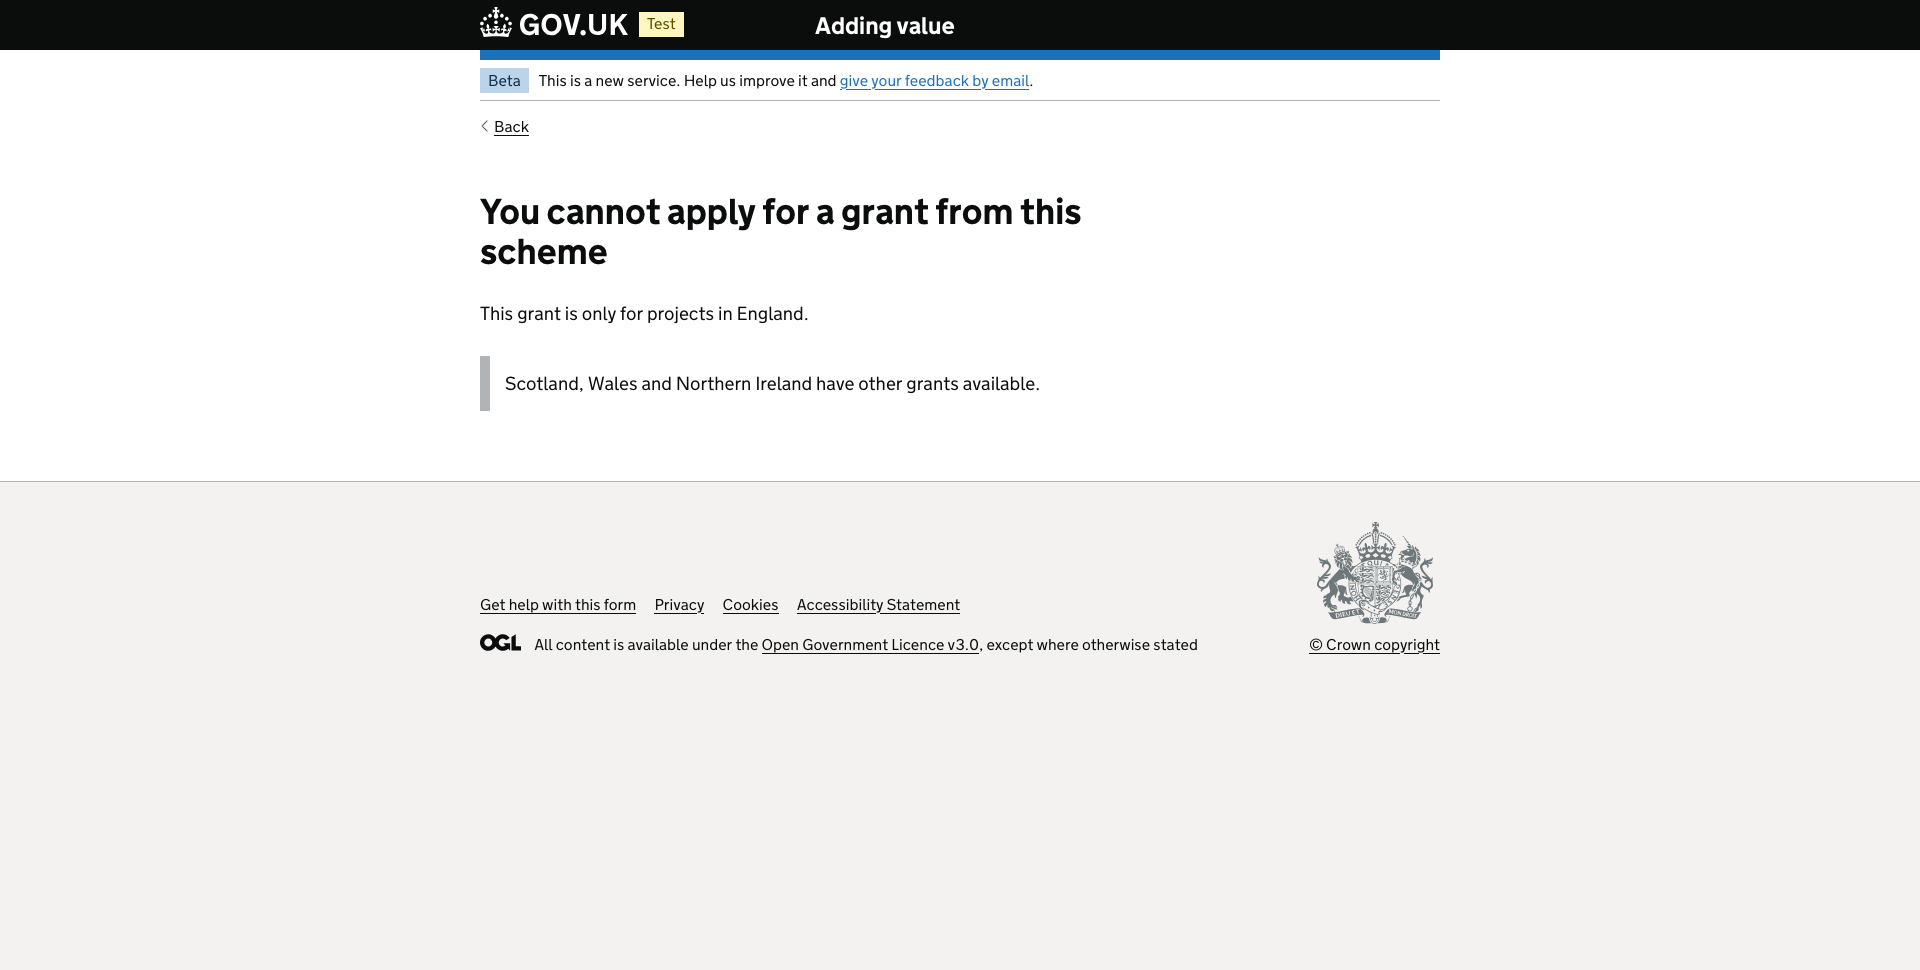 GOV.UK Test Adding value
Beta This is a new service. Help us improve it and give your feedback by email.
Back
You cannot apply for a grant from this
scheme
This grant is only for projects in England.
Scotland, Wales and Northern Ireland have other grants available.
Get help with this form Privacy Cookies Accessibility Statement
OGL All content is available under the Open Government Licence v3.0, except where otherwise stated
© Crown copyright